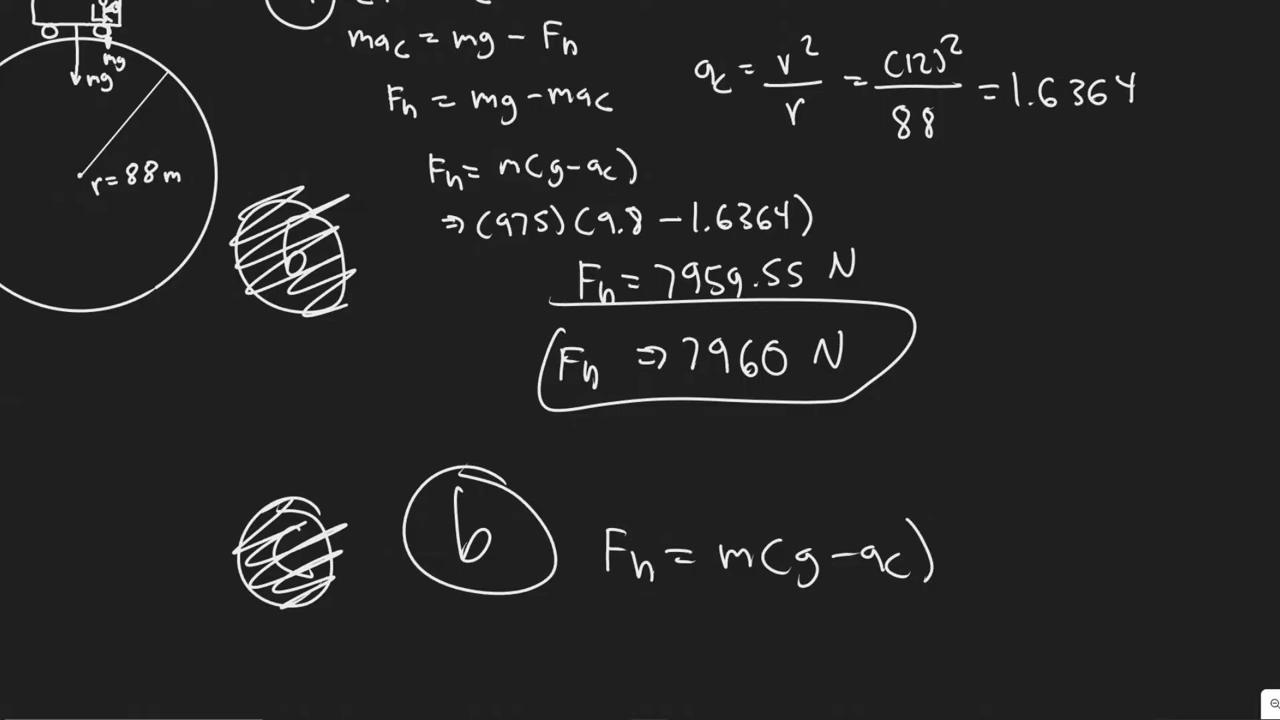 mg
mg
r = 88 m
mac = mg - Fn
Fn = mg - mac
Fn = m(g - ac)
⇒ (975)(9.8 - 1.6364)
Fn = 7959.55 N
Fn ⇒ 7960 N
ac = v²/r = (12)²/88 = 1.6364
b
b Fn = m(g - ac)